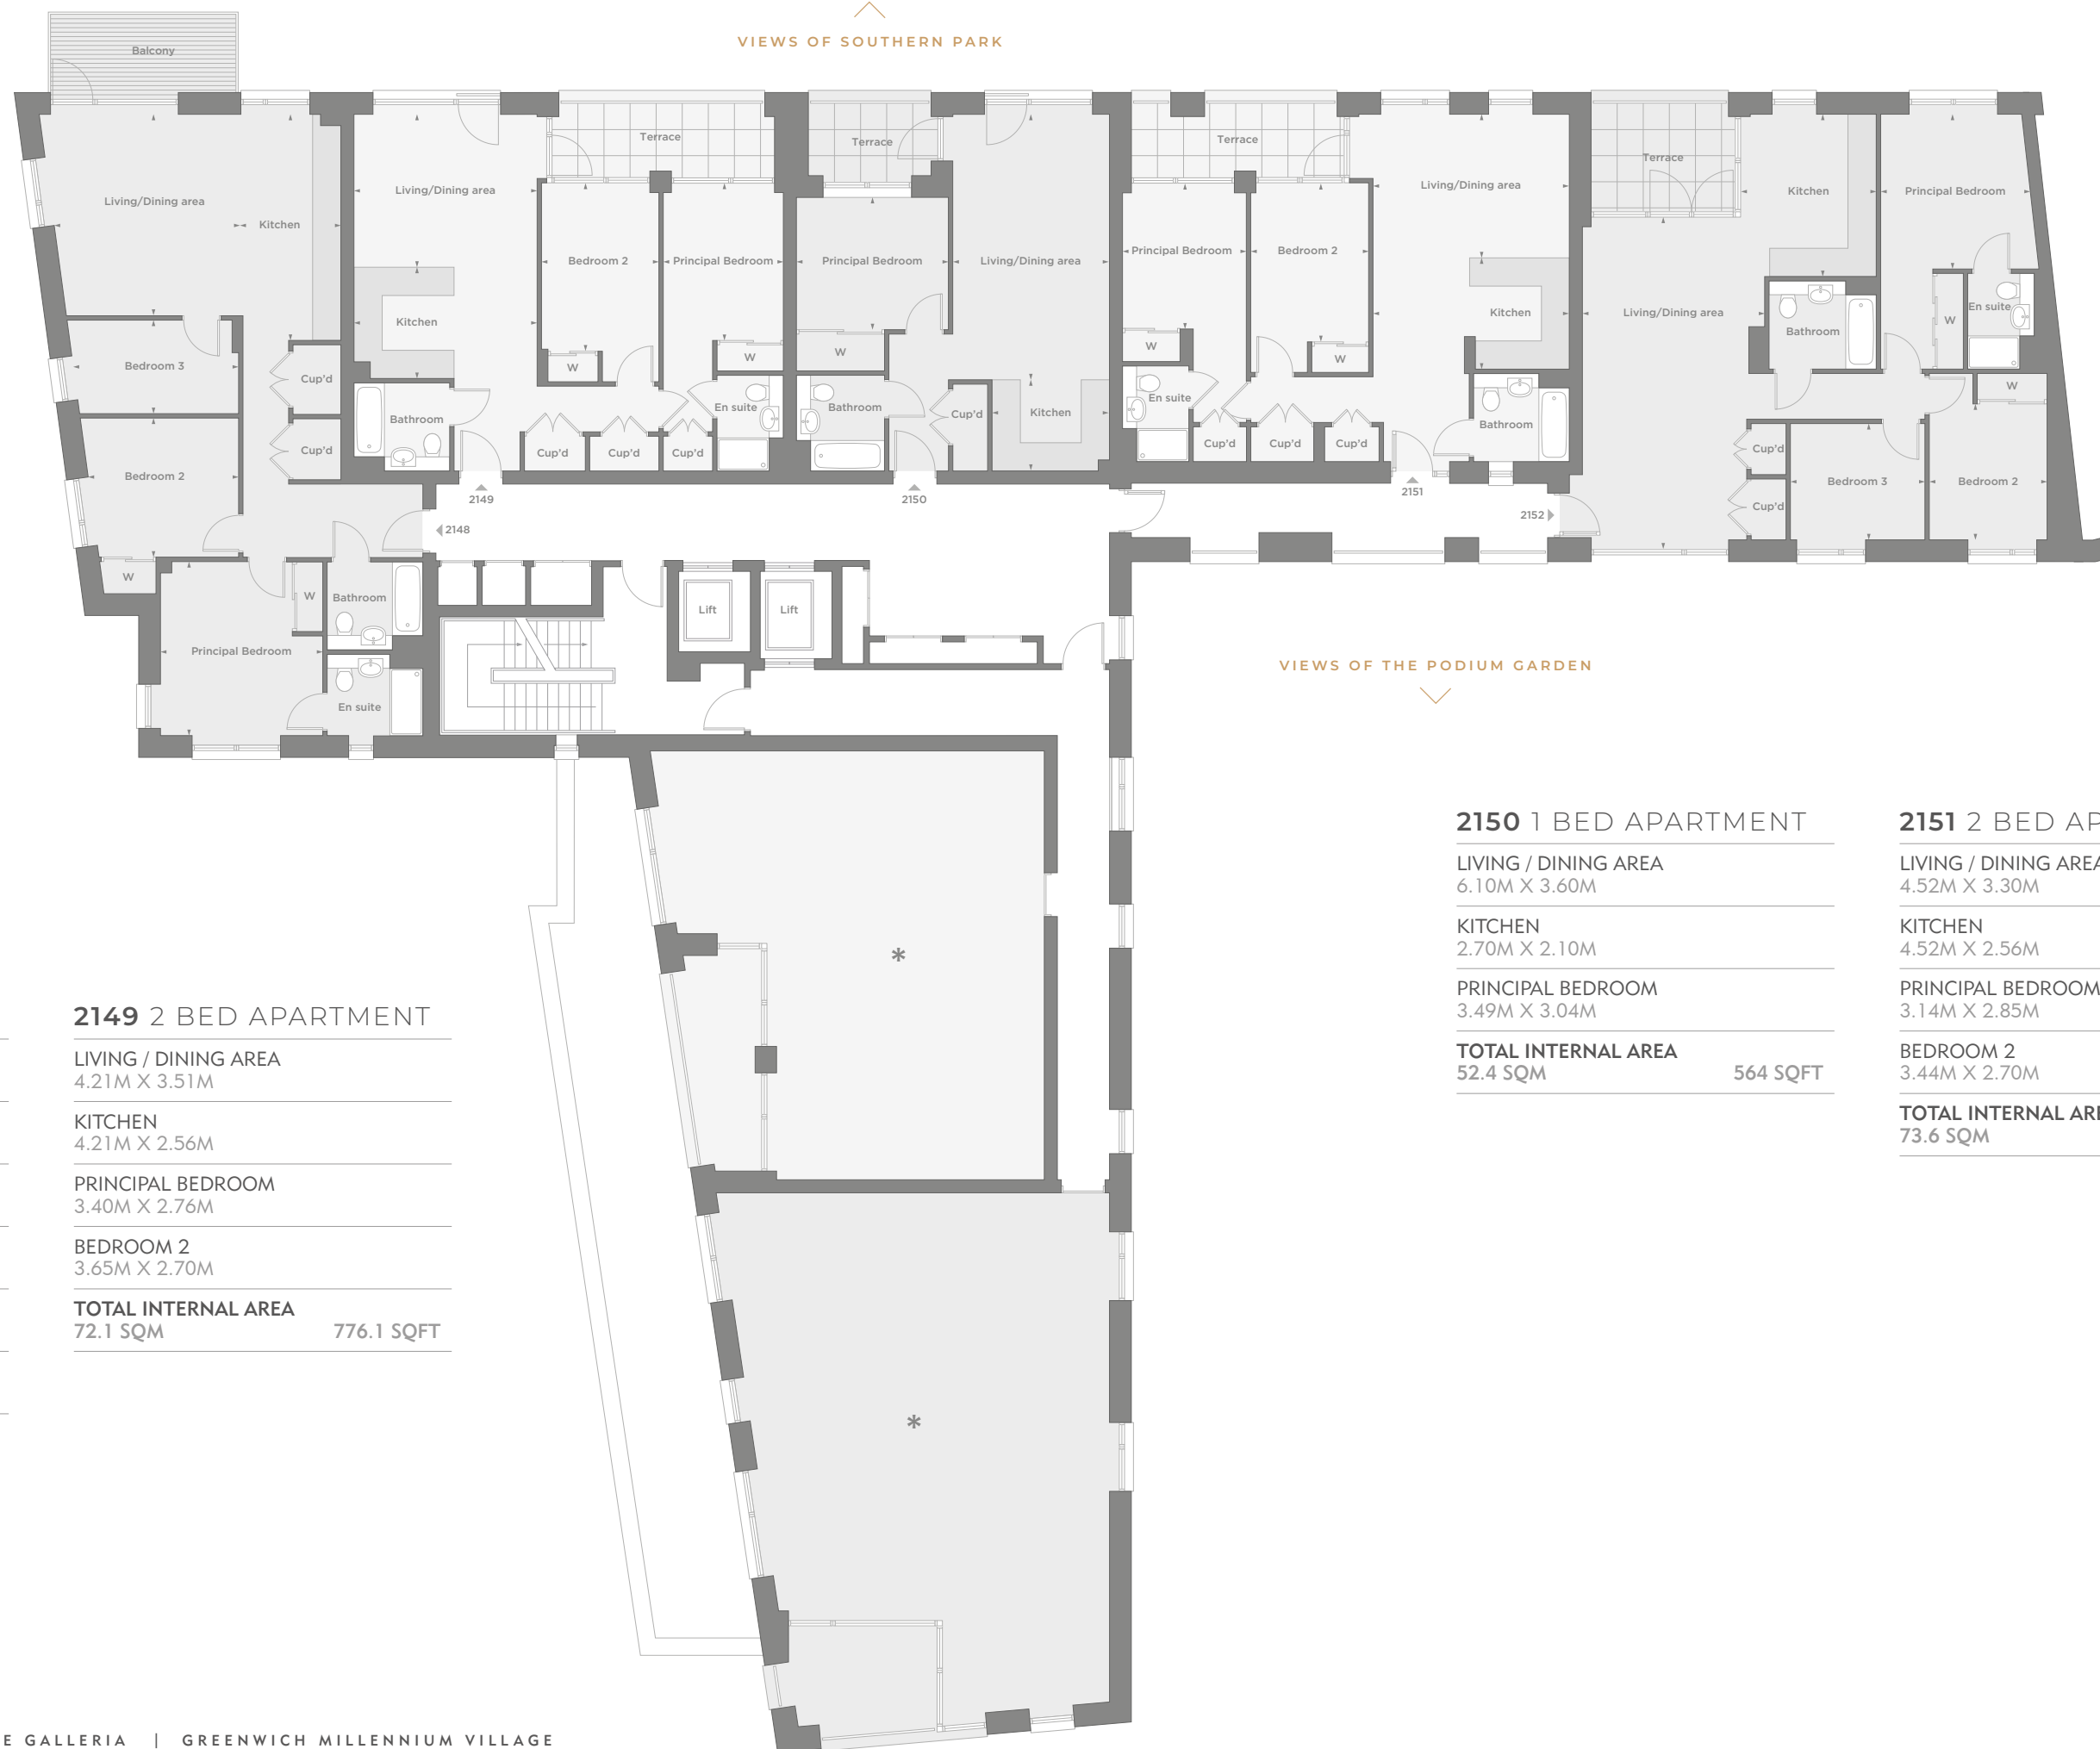 VIEWS OF SOUTHERN PARK
Balcony
Living/Dining area
Kitchen
Bedroom 3
Cup'd
Cup'd
Bedroom 2
W
Principal Bedroom
W
Bathroom
En suite
2148
Living/Dining area
Kitchen
Bathroom
Terrace
Bedroom 2
Principal Bedroom
W
W
En suite
Cup'd
Cup'd
Cup'd
2149
Terrace
Principal Bedroom
Living/Dining area
W
Bathroom
Cup'd
Kitchen
2150
Terrace
Principal Bedroom
Bedroom 2
Living/Dining area
Kitchen
W
W
En suite
Cup'd
Cup'd
Cup'd
Bathroom
2151
Terrace
Kitchen
Principal Bedroom
Living/Dining area
Bathroom
W
En suite
W
Cup'd
Cup'd
Bedroom 3
Bedroom 2
2152
Lift
Lift
VIEWS OF THE PODIUM GARDEN
*
*
2149 2 BED APARTMENT
LIVING / DINING AREA
4.21M X 3.51M
KITCHEN
4.21M X 2.56M
PRINCIPAL BEDROOM
3.40M X 2.76M
BEDROOM 2
3.65M X 2.70M
TOTAL INTERNAL AREA
72.1 SQM 776.1 SQFT
2150 1 BED APARTMENT
LIVING / DINING AREA
6.10M X 3.60M
KITCHEN
2.70M X 2.10M
PRINCIPAL BEDROOM
3.49M X 3.04M
TOTAL INTERNAL AREA
52.4 SQM 564 SQFT
2151 2 BED AP
LIVING / DINING AREA
4.52M X 3.30M
KITCHEN
4.52M X 2.56M
PRINCIPAL BEDROOM
3.14M X 2.85M
BEDROOM 2
3.44M X 2.70M
TOTAL INTERNAL ARE
73.6 SQM
E GALLERIA | GREENWICH MILLENNIUM VILLAGE